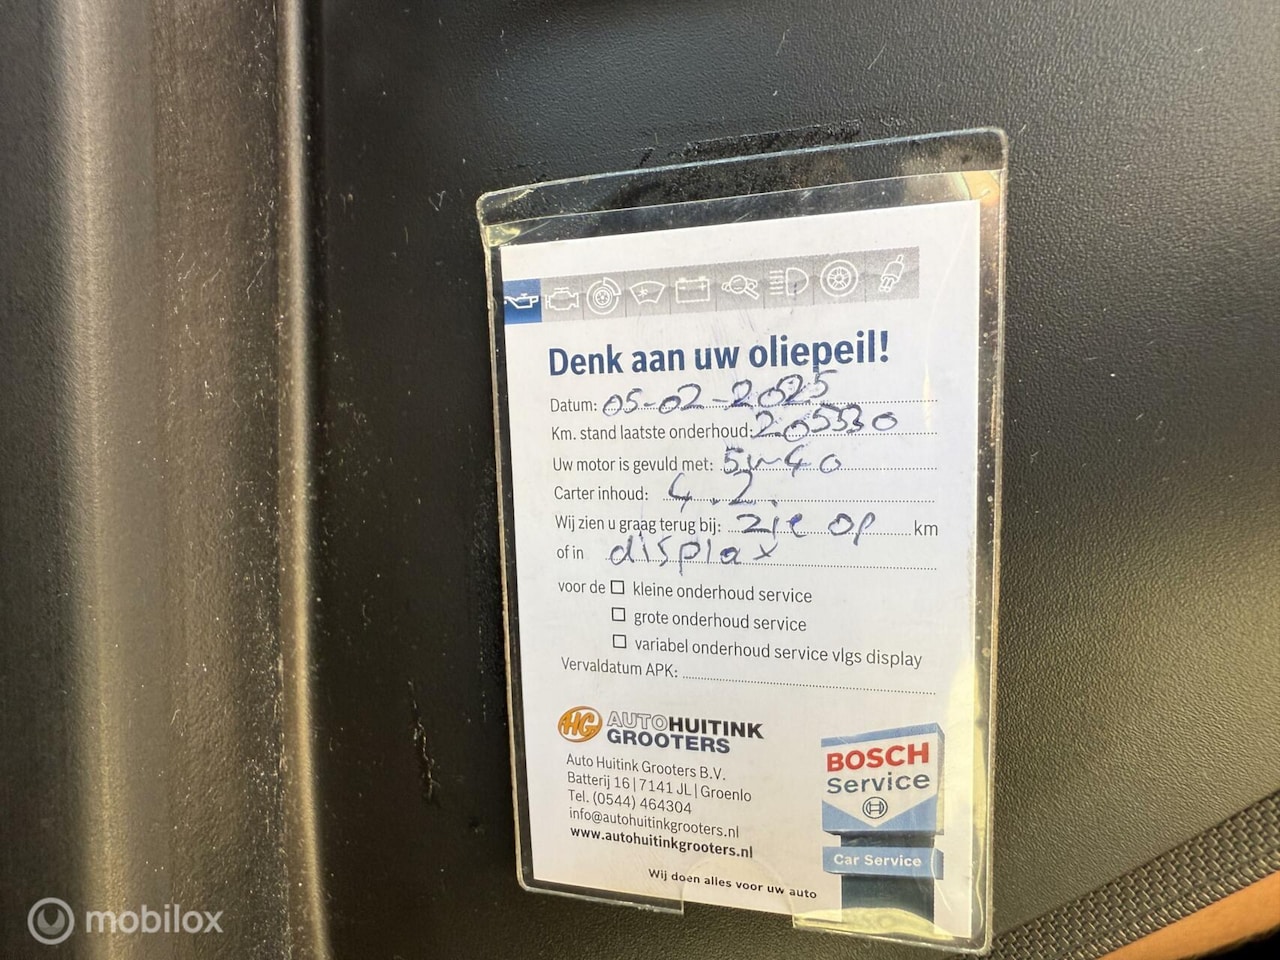 Denk aan uw oliepeil!
Datum: 05-02-2025
Km. stand laatste onderhoud: 205530
Uw motor is gevuld met: 5w40
Carter inhoud: 4.2.
Wij zien u graag terug bij: zie op km
of in display
voor de kleine onderhoud service
grote onderhoud service
variabel onderhoud service vlgs display
Vervaldatum APK:
HG AUTOHUITINK
GROOTERS
Auto Huitink Grooters B.V.
Batterij 16 | 7141 JL | Groenlo
Tel. (0544) 464304
info@autohuitinkgrooters.nl
www.autohuitinkgrooters.nl
BOSCH
Service
Car Service
Wij doen alles voor uw auto
mobilox